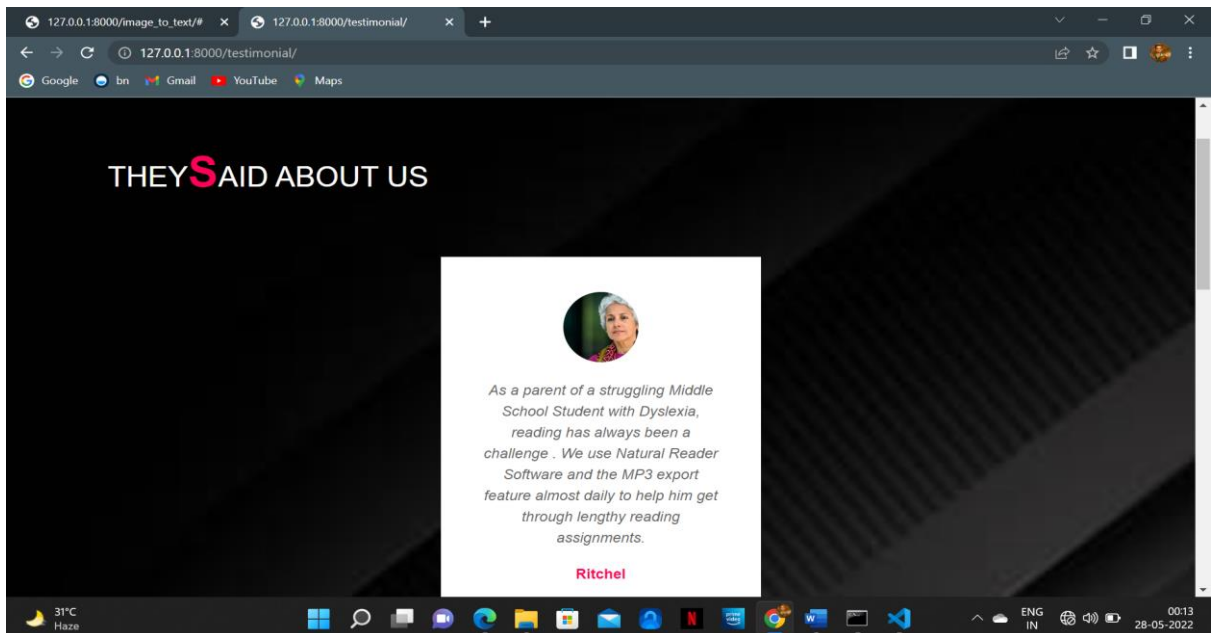 127.0.0.1:8000/image_to_text/#
127.0.0.1:8000/testimonial/
127.0.0.1:8000/testimonial/
Google bn Gmail YouTube Maps
THEYSAID ABOUT US
As a parent of a struggling Middle
School Student with Dyslexia,
reading has always been a
challenge . We use Natural Reader
Software and the MP3 export
feature almost daily to help him get
through lengthy reading
assignments.
Ritchel
31°C
Haze
prime
video
ENG
IN
00:13
28-05-2022